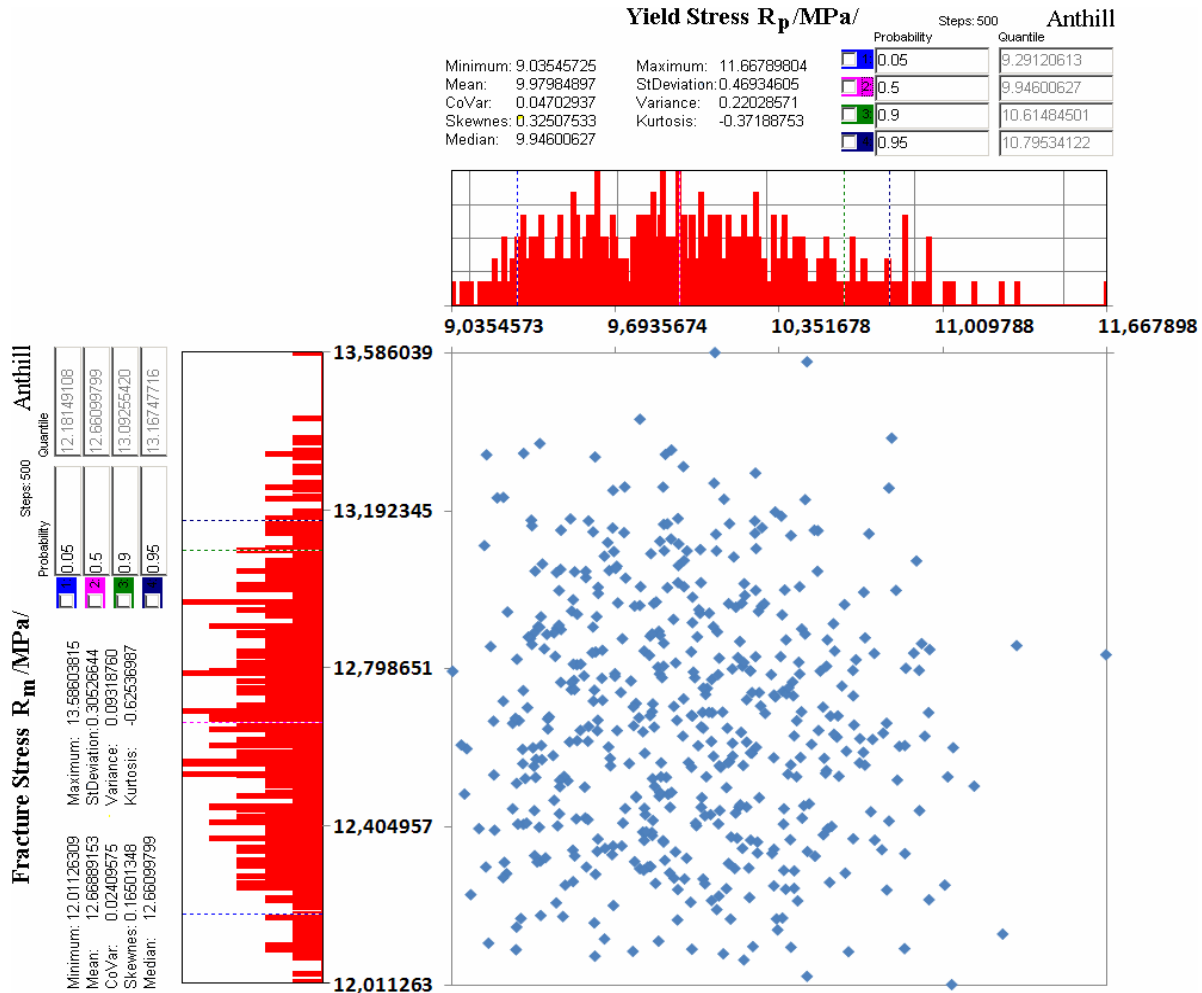 Yield Stress Rp /MPa/ Steps: 500 Anthill
Probability Quantile
Minimum: 9.03545725 Maximum: 11.66789804 1 0.05 9.29120613
Mean: 9.97984897 StDeviation: 0.46934605 2 0.5 9.94600627
CoVar: 0.04702937 Variance: 0.22028571 3 0.9 10.61484501
Skewnes: 0.32507533 Kurtosis: -0.37188753 0.95 10.79534122
Median: 9.94600627
9,0354573 9,6935674 10,351678 11,009788 11,667898
13,586039
13,192345
12,798651
12,404957
12,011263
Fracture Stress Rm /MPa/ Steps: 500 Anthill
Probability Quantile
Minimum: 12.01126309 Maximum: 13.58603815 1 0.05 12.18149108
Mean: 12.66889153 StDeviation: 0.30526644 2 0.5 12.66099799
CoVar: 0.02409575 Variance: 0.09318760 3 0.9 13.09255420
Skewnes: 0.16501348 Kurtosis: -0.62536987 0.95 13.16747716
Median: 12.66099799